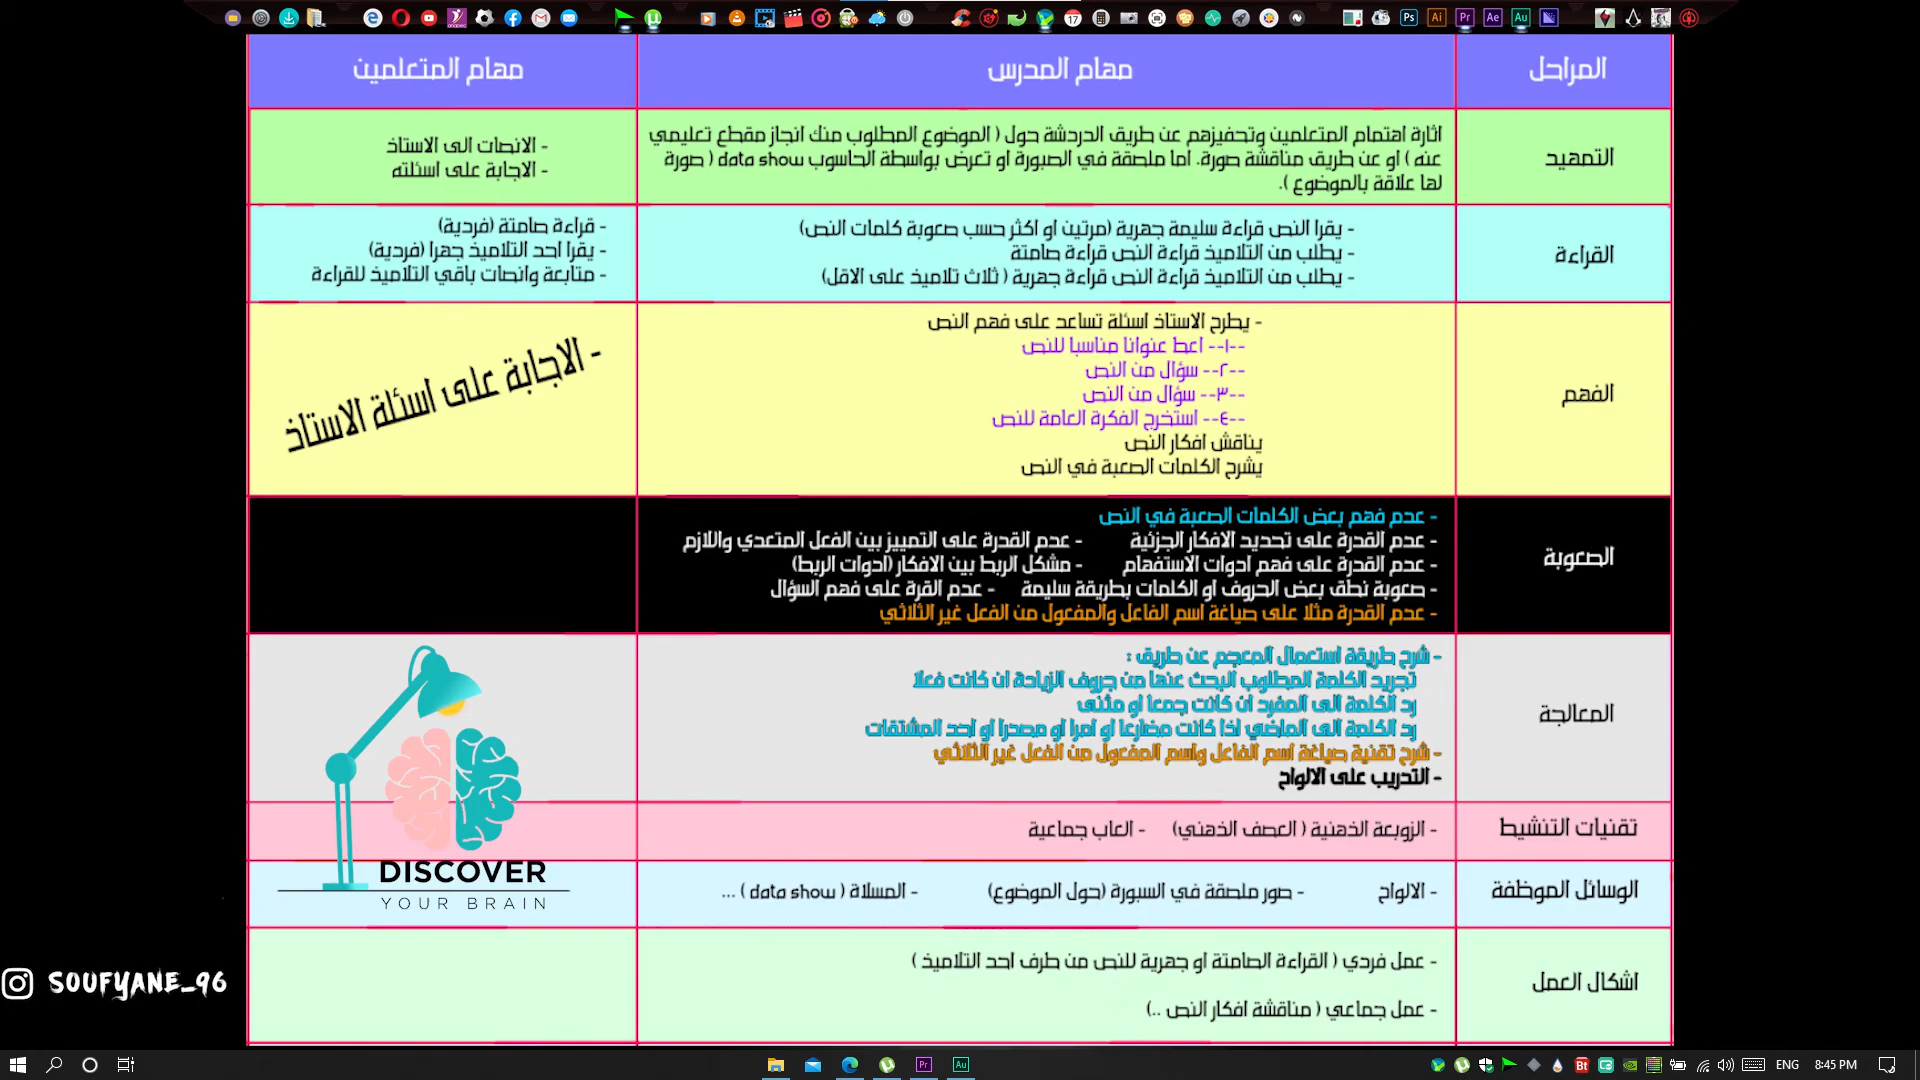 المراحل
مهام المدرس
مهام المتعلمين
التمهيد
اثارة اهتمام المتعلمين وتحفيزهم عن طريق الدردشة حول ( الموضوع المطلوب منك انجاز مقطع تعليمي
عنه ) او عن طريق مناقشة صورة. اما ملصقة في الصبورة او تعرض بواسطة الحاسوب data show ( صورة
لها علاقة بالموضوع ).
- الانصات الى الاستاذ
- الاجابة على اسئلته
القراءة
- يقرا النص قراءة سليمة جهرية (مرتين او اكثر حسب صعوبة كلمات النص)
- يطلب من التلاميذ قراءة النص قراءة صامتة
- يطلب من التلاميذ قراءة النص قراءة جهرية ( ثلاث تلاميذ على الاقل)
- قراءة صامتة (فردية)
- يقرا احد التلاميذ جهرا (فردية)
- متابعة وانصات باقي التلاميذ للقراءة
الفهم
- يطرح الاستاذ اسئلة تساعد على فهم النص
--١-- اعط عنوانا مناسبا للنص
--٢-- سؤال من النص
--٣-- سؤال من النص
--٤-- استخرج الفكرة العامة للنص
يناقش افكار النص
يشرح الكلمات الصعبة في النص
- الاجابة على اسئلة الاستاذ
الصعوبة
- عدم فهم بعض الكلمات الصعبة في النص
- عدم القدرة على تحديد الافكار الجزئية - عدم القدرة على التمييز بين الفعل المتعدي واللازم
- عدم القدرة على فهم ادوات الاستفهام - مشكل الربط بين الافكار (ادوات الربط)
- صعوبة نطق بعض الحروف او الكلمات بطريقة سليمة - عدم القرة على فهم السؤال
- عدم القدرة مثلا على صياغة اسم الفاعل والمفعول من الفعل غير الثلاثي
المعالجة
- شرح طريقة استعمال المعجم عن طريق :
تجريد الكلمة المطلوب البحث عنها من جروف الزيادة ان كانت فعلا
رد الكلمة الى المفرد ان كانت جمعا او مثنى
رد الكلمة الى الماضي اذا كانت مضارعا او امرا او مصدرا او احد المشتقات
- شرح تقنية صياغة اسم الفاعل واسم المفعول من الفعل غير الثلاثي
- التدريب على الالواح
تقنيات التنشيط
- الزوبعة الذهنية ( العصف الذهني) - العاب جماعية
DISCOVER
YOUR BRAIN
الوسائل الموظفة
- الالواح - صور ملصقة في السبورة (حول الموضوع) - المسلاة ( data show ) ...
اشكال العمل
- عمل فردي ( القراءة الصامتة او جهرية للنص من طرف احد التلاميذ )
- عمل جماعي ( مناقشة افكار النص ..)
SOUFYANE_96
ENG
8:45 PM